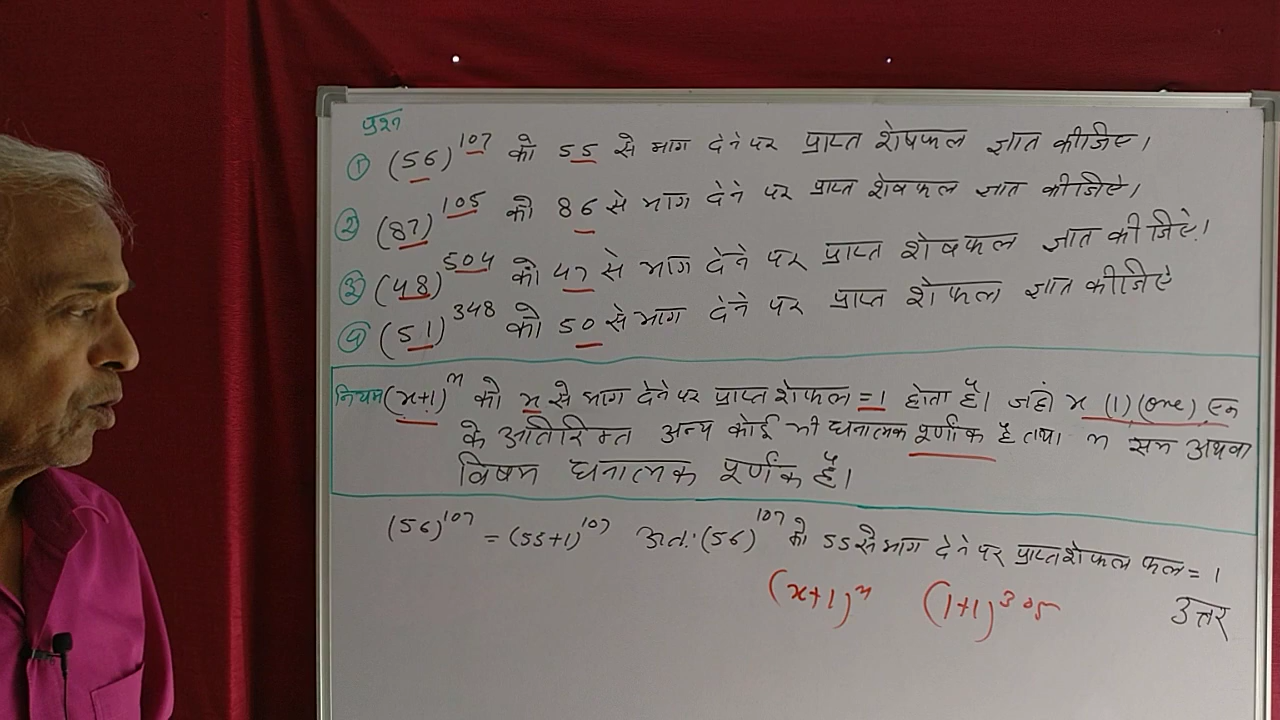 प्रश्न
① (56)¹⁰⁷ को 55 से भाग देने पर प्राप्त शेषफल ज्ञात कीजिए।
② (87)¹⁰⁵ को 86 से भाग देने पर प्राप्त शेषफल ज्ञात कीजिऐ।
③ (48)⁵⁰⁴ को 47 से भाग देने पर प्राप्त शेषफल ज्ञात कीजिऐ।
④ (51)³⁴⁸ को 50 से भाग देने पर प्राप्त शेफल ज्ञात कीजिऐ
नियम (x+1)ⁿ को x से भाग देने पर प्राप्त शेफल = 1 होता है। जहाँ x (1) (one) एक
के अतिरिक्त अन्य कोई भी धनात्मक पूर्णांक है तथा n सम अथवा
विषम धनात्मक पूर्णांक है।
(56)¹⁰⁷ = (55+1)¹⁰⁷ अतः (56)¹⁰⁷ को 55 से भाग देने पर प्राप्त शेफल फल = 1
(x+1)ⁿ (1+1)³⁰⁵ उत्तर